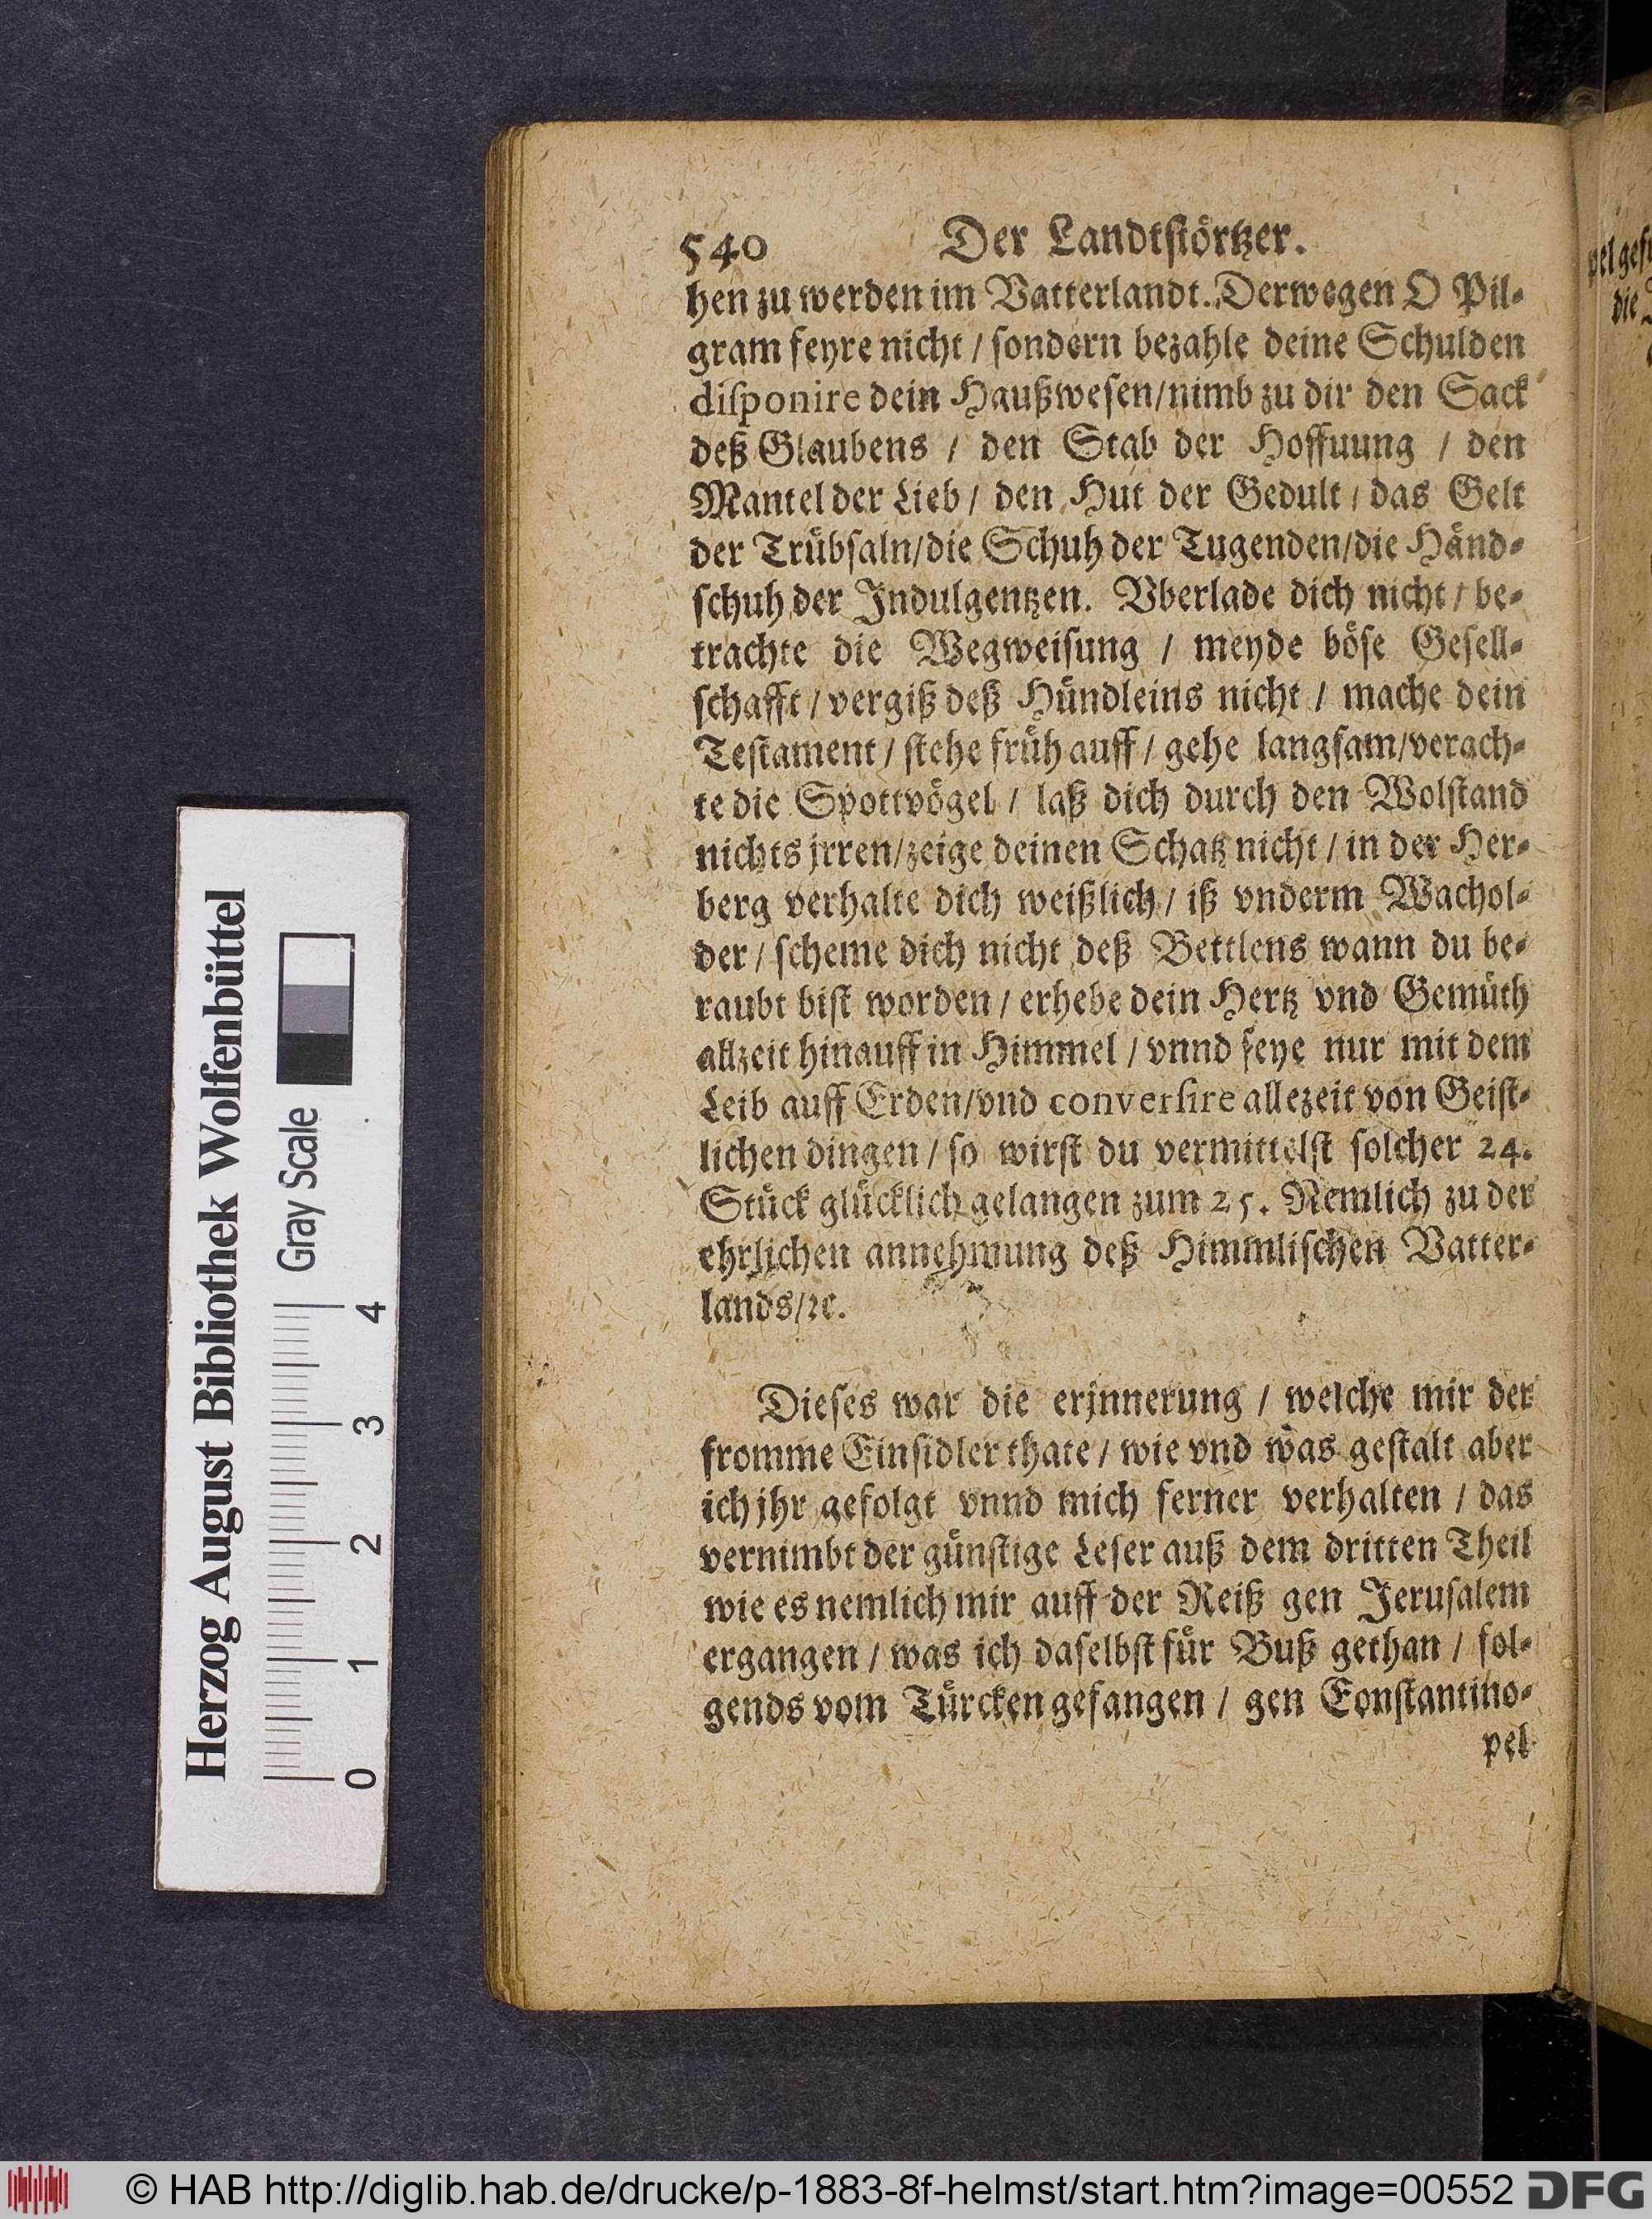 540 Der Landtstörtzer.
hen zu werden im Vatterlandt. Derwegen O Pil-
gram feyre nicht / sondern bezahle deine Schulden
disponire dein Haußwesen/nimb zu dir den Sack
deß Glaubens / den Stab der Hoffuung / den
Mantel der Lieb / den Hut der Gedult / das Gelt
der Trübsaln/die Schuh der Tugenden/die Händ-
schuh der Indulgentzen. Vberlade dich nicht / be-
trachte die Wegweisung / meyde böse Gesell-
schafft / vergiß deß Hündleins nicht / mache dein
Testament / stehe früh auff / gehe langsam/verach-
te die Spottvögel / laß dich durch den Wolstand
nichts jrren/zeige deinen Schatz nicht / in der Her-
berg verhalte dich weißlich / iß vnderm Wachol-
der / scheme dich nicht deß Bettlens wann du be-
raubt bist worden / erhebe dein Hertz vnd Gemüth
allzeit hinauff in Himmel / vnnd seye nur mit dem
Leib auff Erden/vnd conversire allezeit von Geist-
lichen dingen / so wirst du vermittelst solcher 24.
Stück glücklich gelangen zum 25. Nemlich zu der
ehrlichen annehmung deß Himmlischen Vatter-
lands/ꝛc.
Dieses war die erjnnerung / welche mir der
fromme Einsidler thate / wie vnd was gestalt aber
ich jhr gefolgt vnnd mich ferner verhalten / das
vernimbt der günstige Leser auß dem dritten Theil
wie es nemlich mir auff der Reiß gen Jerusalem
ergangen / was ich daselbst für Buß gethan / fol-
gends vom Türcken gefangen / gen Constantino-
pel
Herzog August Bibliothek Wolfenbüttel
Gray Scale
0 1 2 3 4
© HAB http://diglib.hab.de/drucke/p-1883-8f-helmst/start.htm?image=00552 DFG